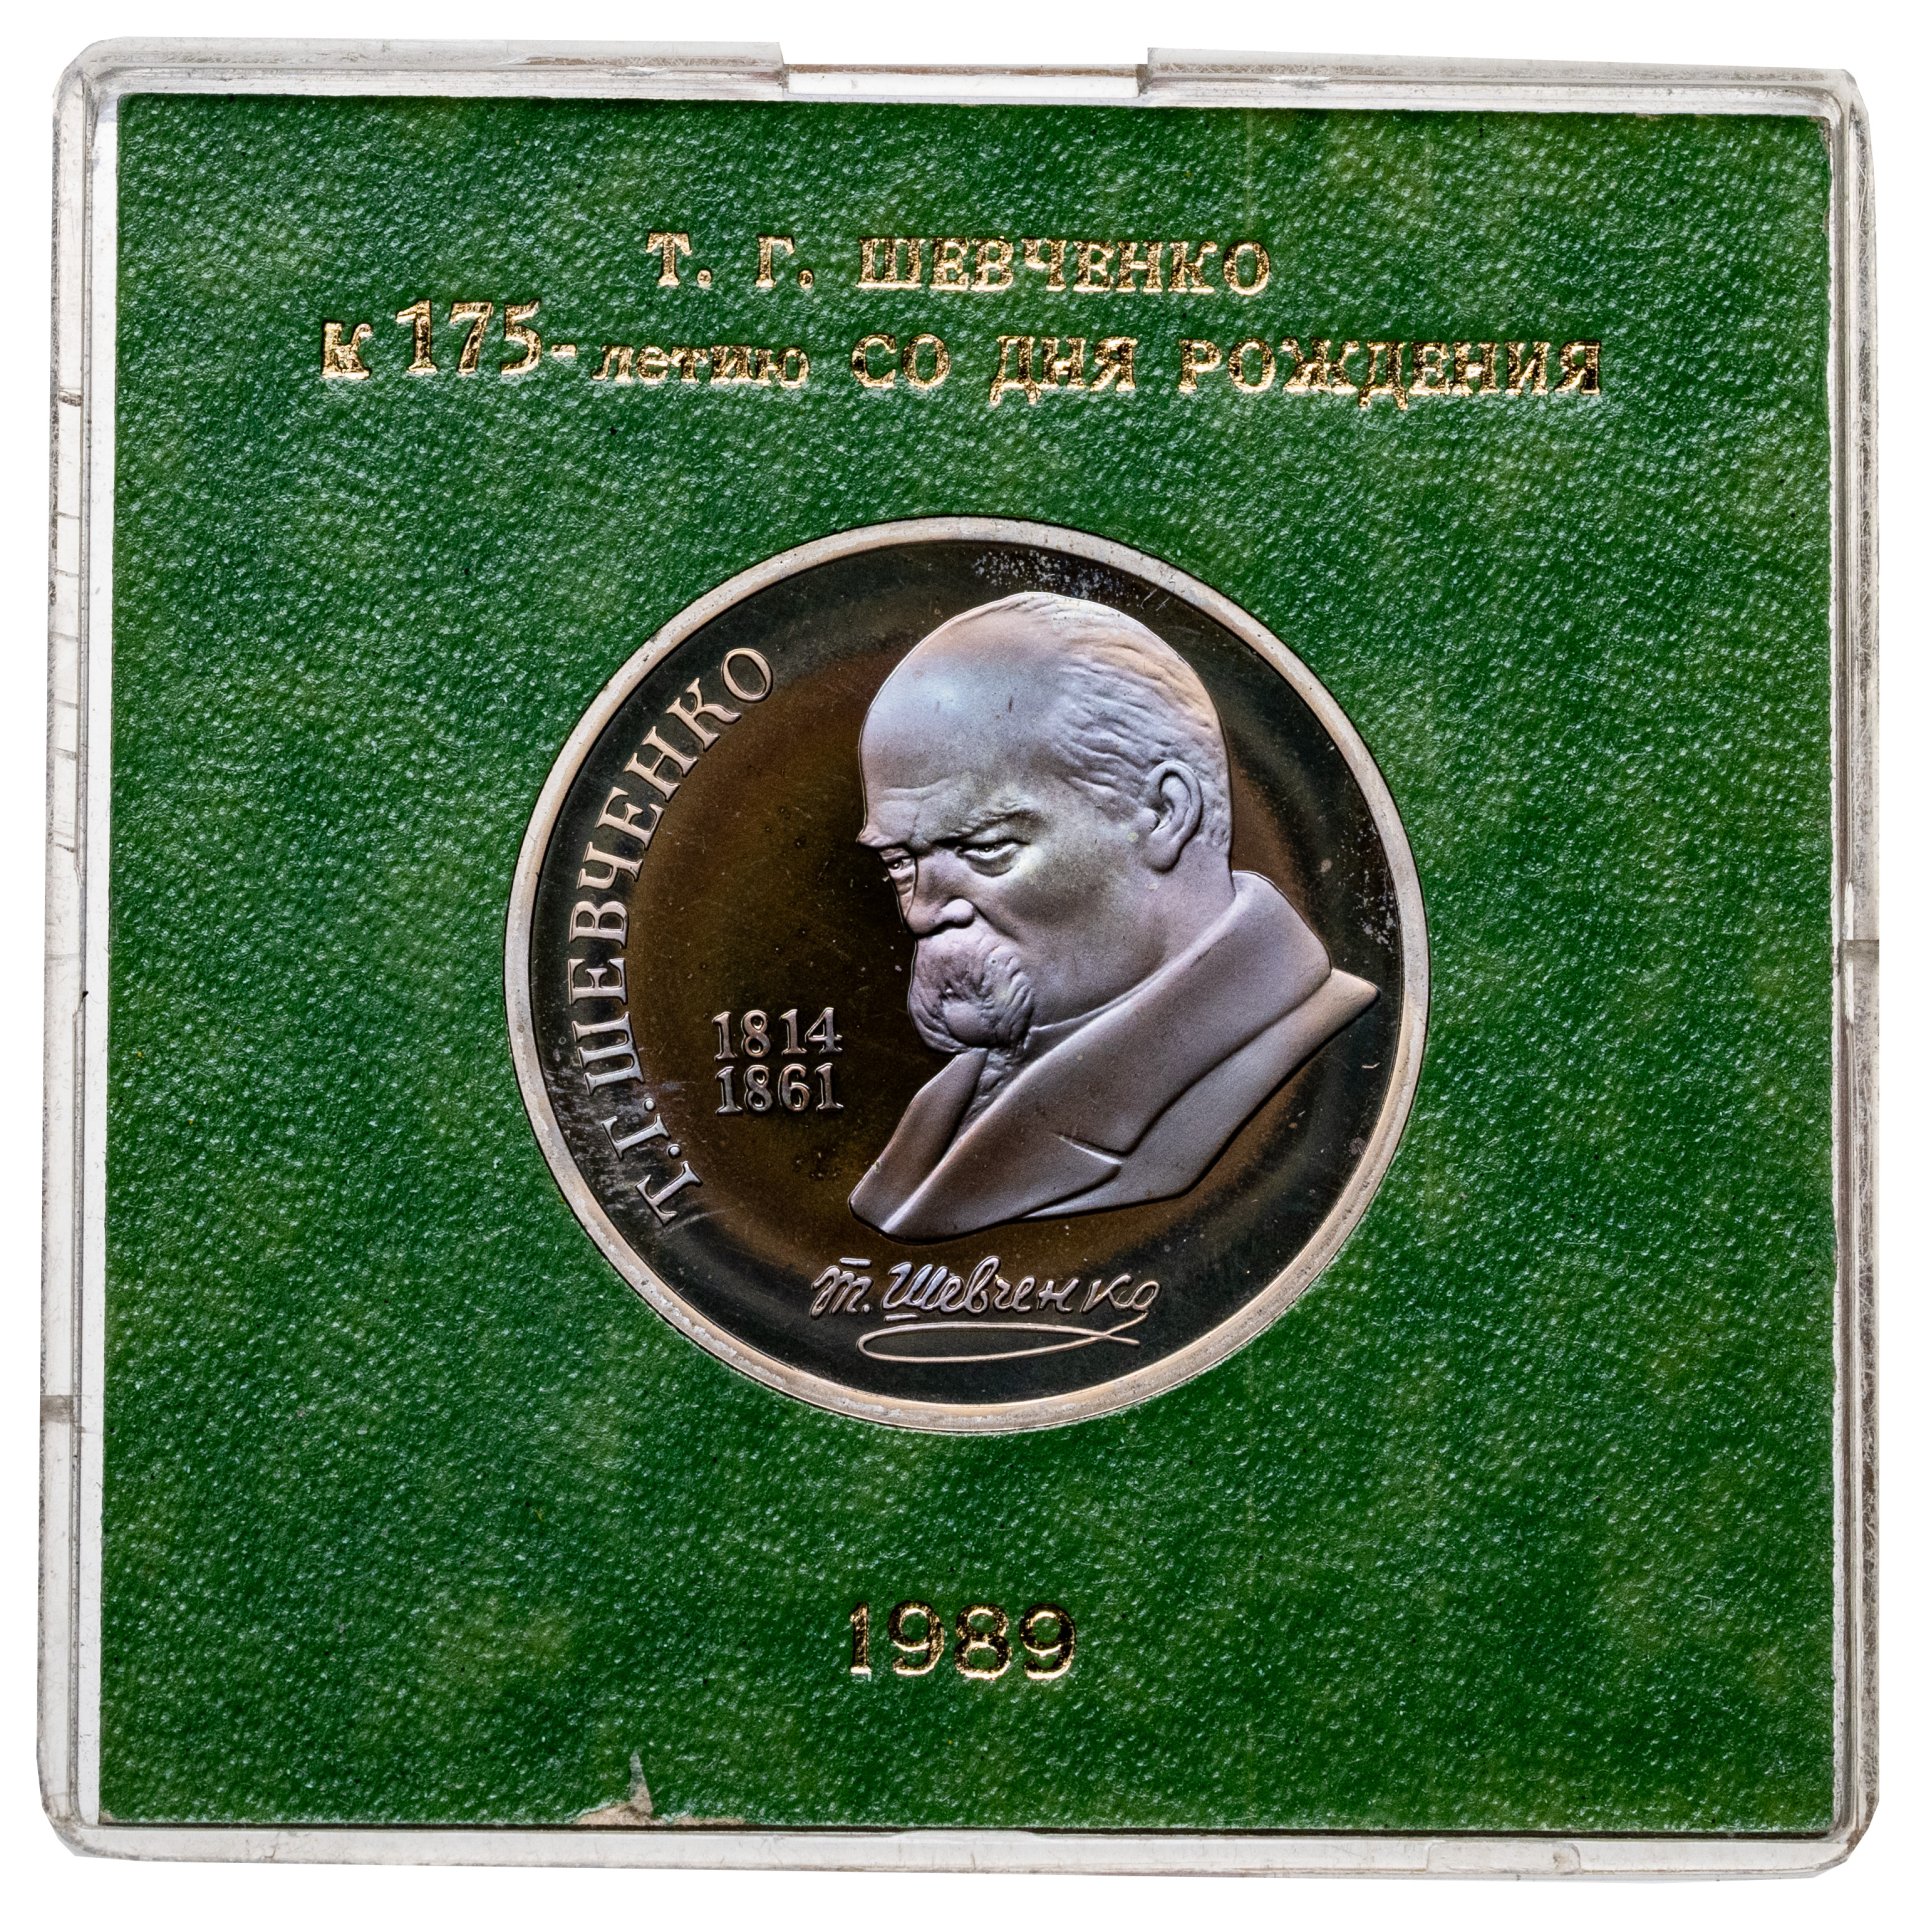 Т. Г. ШЕВЧЕНКО
К 175-летию СО ДНЯ РОЖДЕНИЯ
Т.Г. ШЕВЧЕНКО
1814
1861
Т. Шевченко
1989